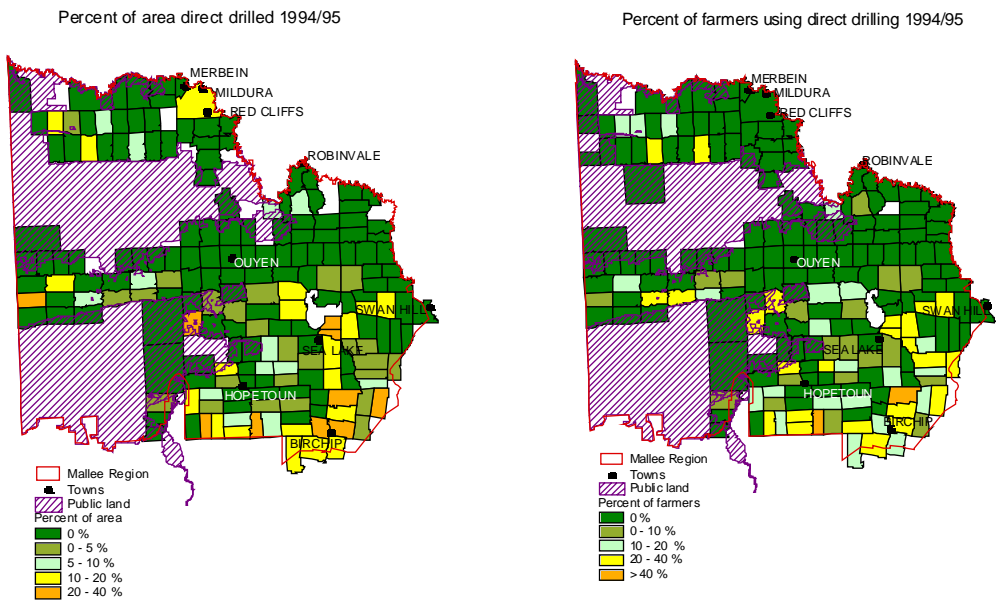 Percent of area direct drilled 1994/95
MERBEIN
MILDURA
RED CLIFFS
ROBINVALE
OUYEN
SWAN HILL
SEA LAKE
HOPETOUN
BIRCHIP
Mallee Region
Towns
Public land
Percent of area
0 %
0 - 5 %
5 - 10 %
10 - 20 %
20 - 40 %
Percent of farmers using direct drilling 1994/95
MERBEIN
MILDURA
RED CLIFFS
ROBINVALE
OUYEN
SWAN HILL
SEA LAKE
HOPETOUN
BIRCHIP
Mallee Region
Towns
Public land
Percent of farmers
0 %
0 - 10 %
10 - 20 %
20 - 40 %
>40 %